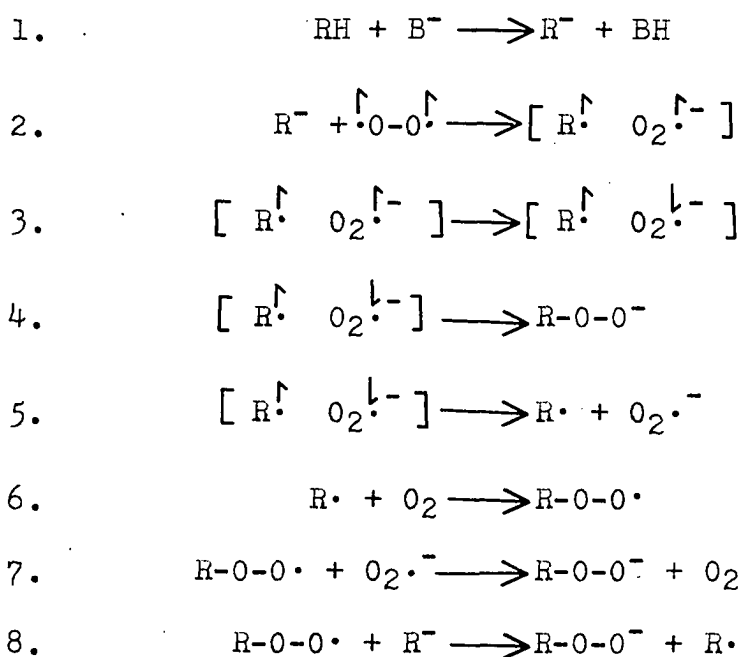 1. RH + B⁻ ⟶ R⁻ + BH
2. R⁻ + ↿•O-O•↾ ⟶ [ R•↾ O₂•↾⁻ ]
3. [ R•↾ O₂•↾⁻ ] ⟶ [ R•↾ O₂•⇂⁻ ]
4. [ R•↾ O₂•⇂⁻ ] ⟶ R-O-O⁻
5. [ R•↾ O₂•⇂⁻ ] ⟶ R• + O₂•⁻
6. R• + O₂ ⟶ R-O-O•
7. R-O-O• + O₂•⁻ ⟶ R-O-O⁻ + O₂
8. R-O-O• + R⁻ ⟶ R-O-O⁻ + R•